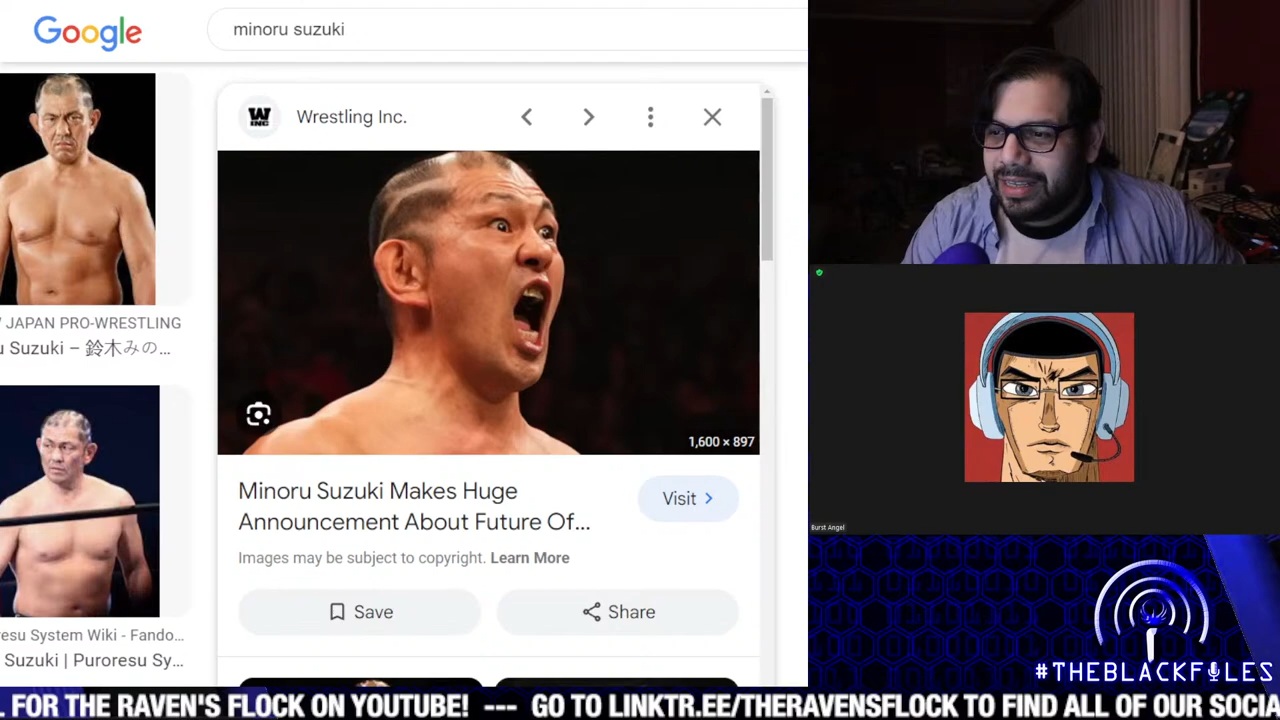 Google
minoru suzuki
W
INC
Wrestling Inc.
JAPAN PRO-WRESTLING
Suzuki – 鈴木みの...
1,600 × 897
Minoru Suzuki Makes Huge
Announcement About Future Of...
Visit
Images may be subject to copyright. Learn More
Save
Share
System Wiki - Fando...
Suzuki | Puroresu Sy...
Burst Angel
#THEBLACKFILES
FOR THE RAVEN'S FLOCK ON YOUTUBE! --- GO TO LINKTR.EE/THERAVENSFLOCK TO FIND ALL OF OUR SOCIA